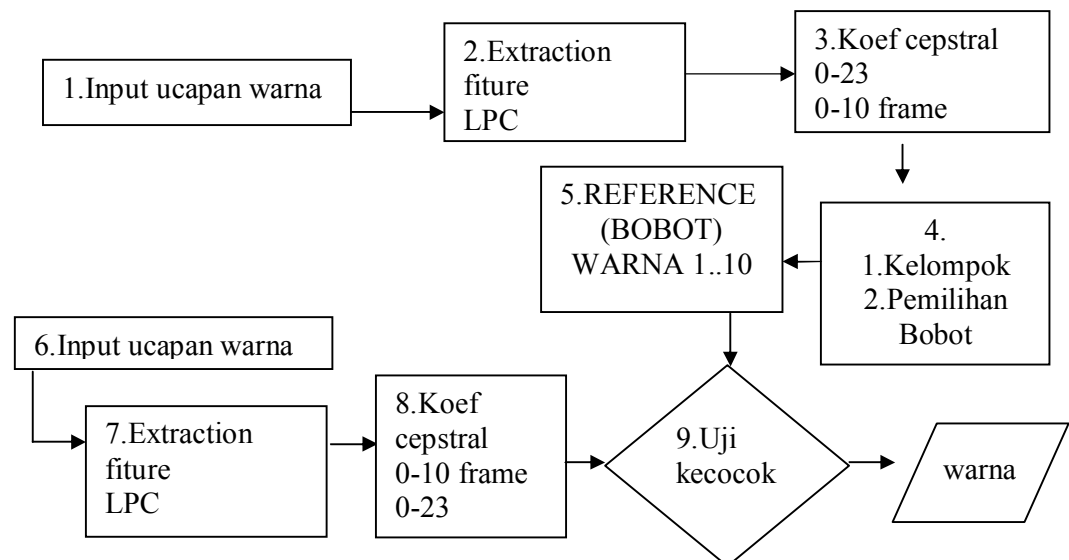 1.Input ucapan warna
2.Extraction
fiture
LPC
3.Koef cepstral
0-23
0-10 frame
4.
1.Kelompok
2.Pemilihan
Bobot
5.REFERENCE
(BOBOT)
WARNA 1..10
6.Input ucapan warna
7.Extraction
fiture
LPC
8.Koef
cepstral
0-10 frame
0-23
9.Uji
kecocok
warna